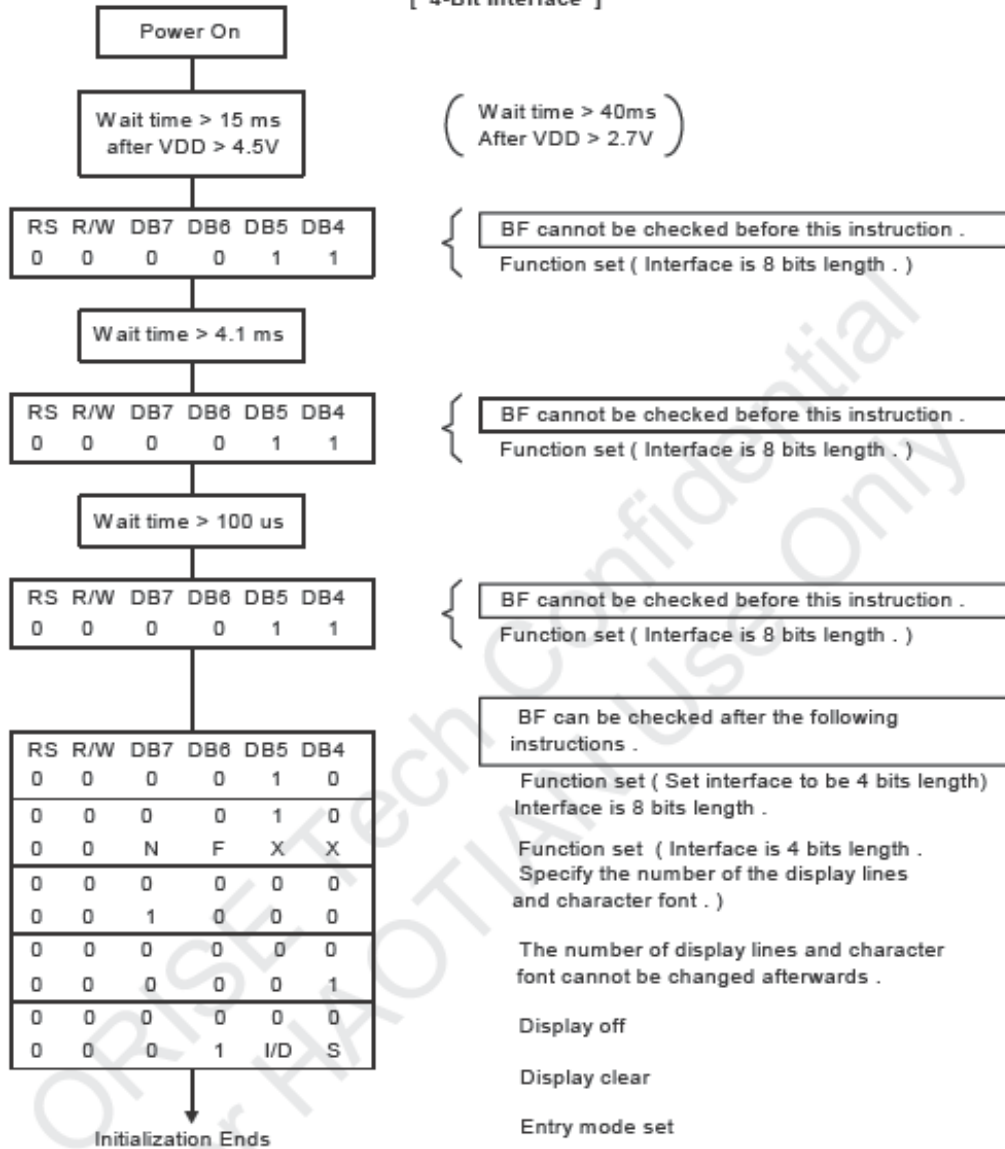 [ 4-Bit Interface ]
Power On
Wait time > 15 ms
after VDD > 4.5V
( Wait time > 40ms
After VDD > 2.7V )
RS R/W DB7 DB6 DB5 DB4
0 0 0 0 1 1
BF cannot be checked before this instruction .
Function set ( Interface is 8 bits length . )
Wait time > 4.1 ms
RS R/W DB7 DB6 DB5 DB4
0 0 0 0 1 1
BF cannot be checked before this instruction .
Function set ( Interface is 8 bits length . )
Wait time > 100 us
RS R/W DB7 DB6 DB5 DB4
0 0 0 0 1 1
BF cannot be checked before this instruction .
Function set ( Interface is 8 bits length . )
RS R/W DB7 DB6 DB5 DB4
0 0 0 0 1 0
0 0 0 0 1 0
0 0 N F X X
0 0 0 0 0 0
0 0 1 0 0 0
0 0 0 0 0 0
0 0 0 0 0 1
0 0 0 0 0 0
0 0 0 1 I/D S
BF can be checked after the following
instructions .
Function set ( Set interface to be 4 bits length)
Interface is 8 bits length .
Function set ( Interface is 4 bits length .
Specify the number of the display lines
and character font . )
The number of display lines and character
font cannot be changed afterwards .
Display off
Display clear
Entry mode set
Initialization Ends
ORISE Tech Confidential
HAOTIAN Use Only